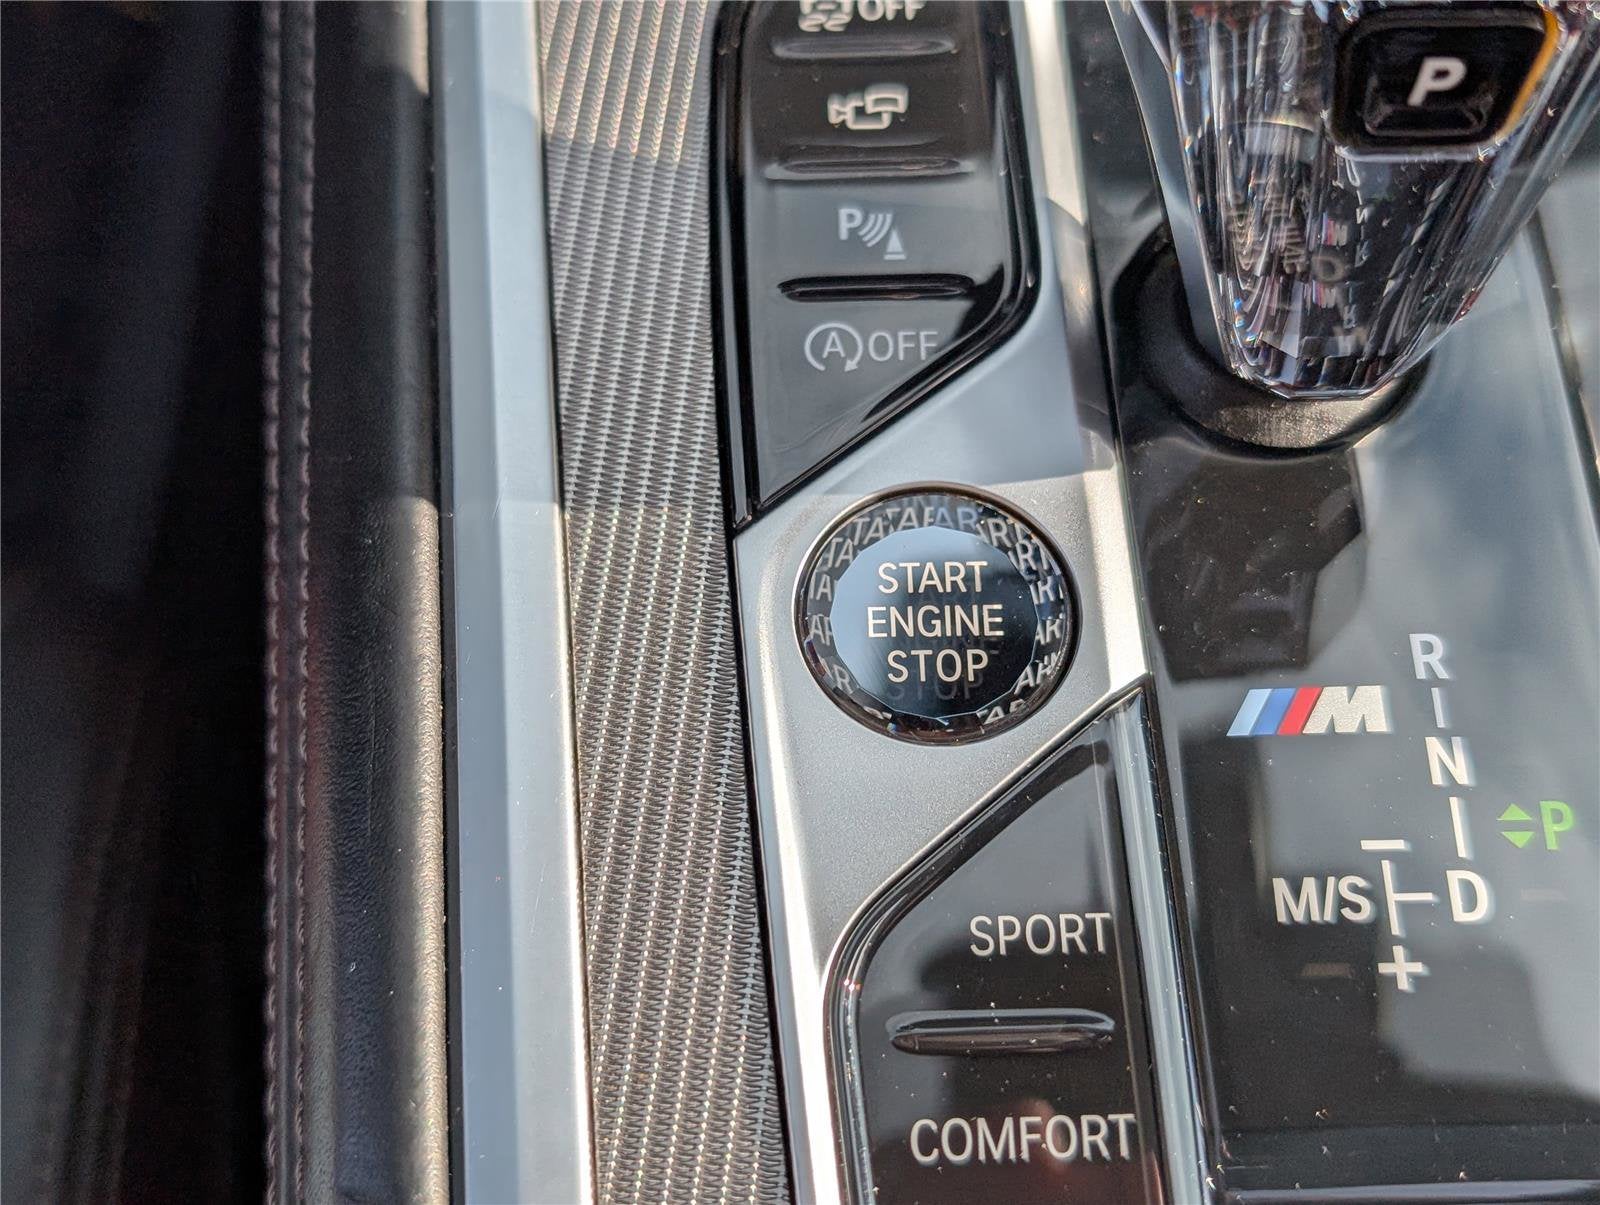 OFF
P
P
A OFF
START
ENGINE
STOP
M
R
N
P
M/S
D
+
SPORT
COMFORT